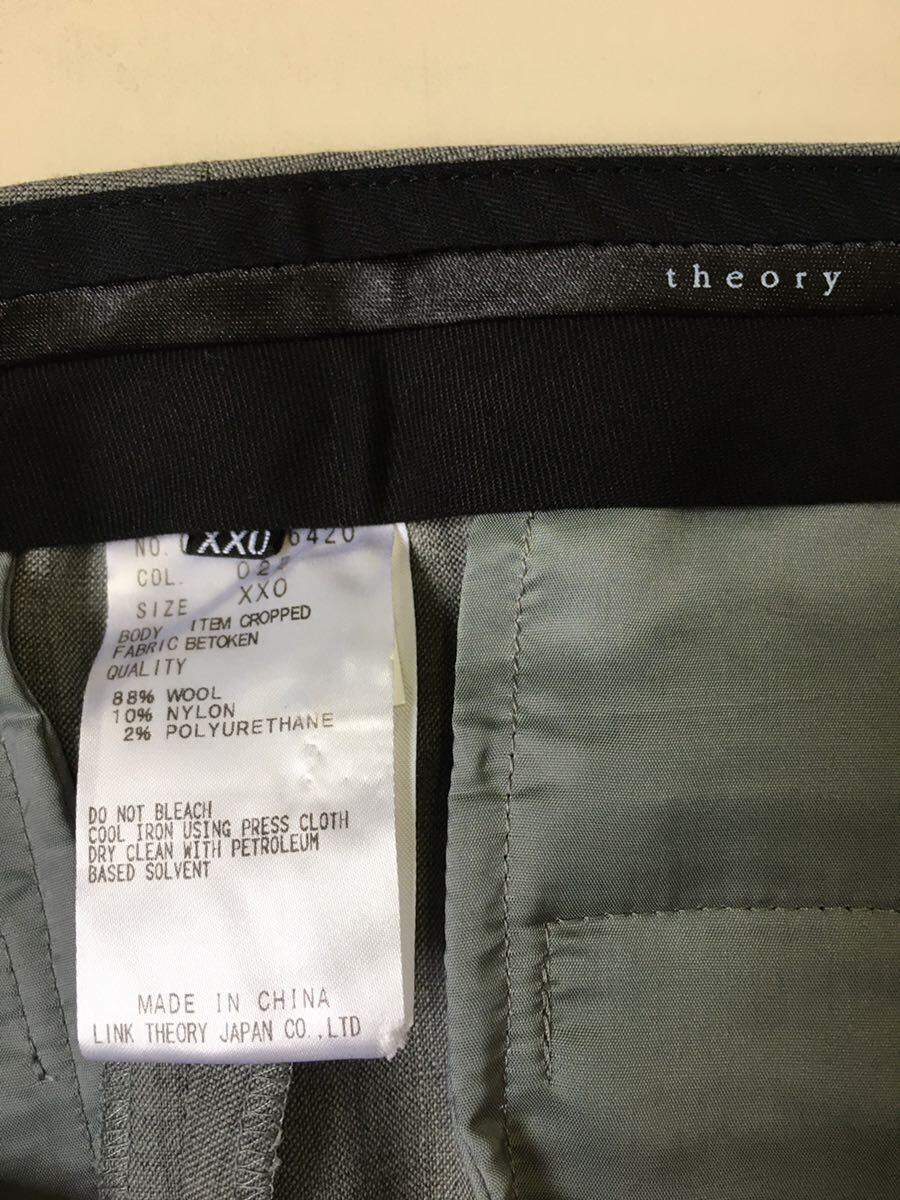 theory
NO. XX0 6420
COL. 02
SIZE XX0
BODY ITEM CROPPED
FABRIC BETOKEN
QUALITY
88% WOOL
10% NYLON
2% POLYURETHANE
DO NOT BLEACH
COOL IRON USING PRESS CLOTH
DRY CLEAN WITH PETROLEUM
BASED SOLVENT
MADE IN CHINA
LINK THEORY JAPAN CO.,LTD